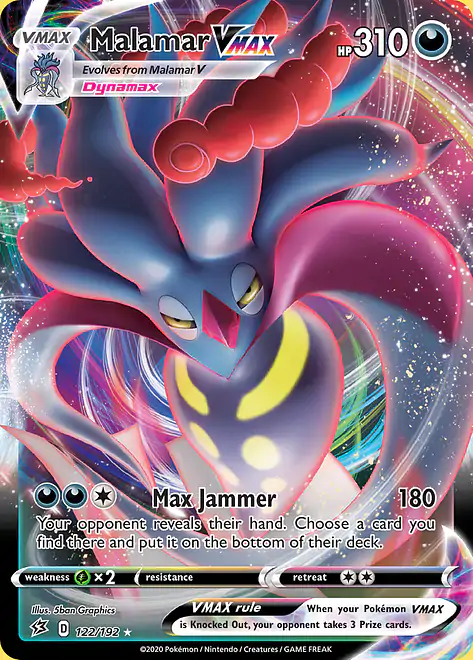 VMAX
Malamar VMAX
HP 310
Evolves from Malamar V
Dynamax
Max Jammer 180
Your opponent reveals their hand. Choose a card you
find there and put it on the bottom of their deck.
weakness ×2 resistance retreat
Illus. 5ban Graphics
D 122/192 ★
VMAX rule When your Pokémon VMAX
is Knocked Out, your opponent takes 3 Prize cards.
©2020 Pokémon / Nintendo / Creatures / GAME FREAK